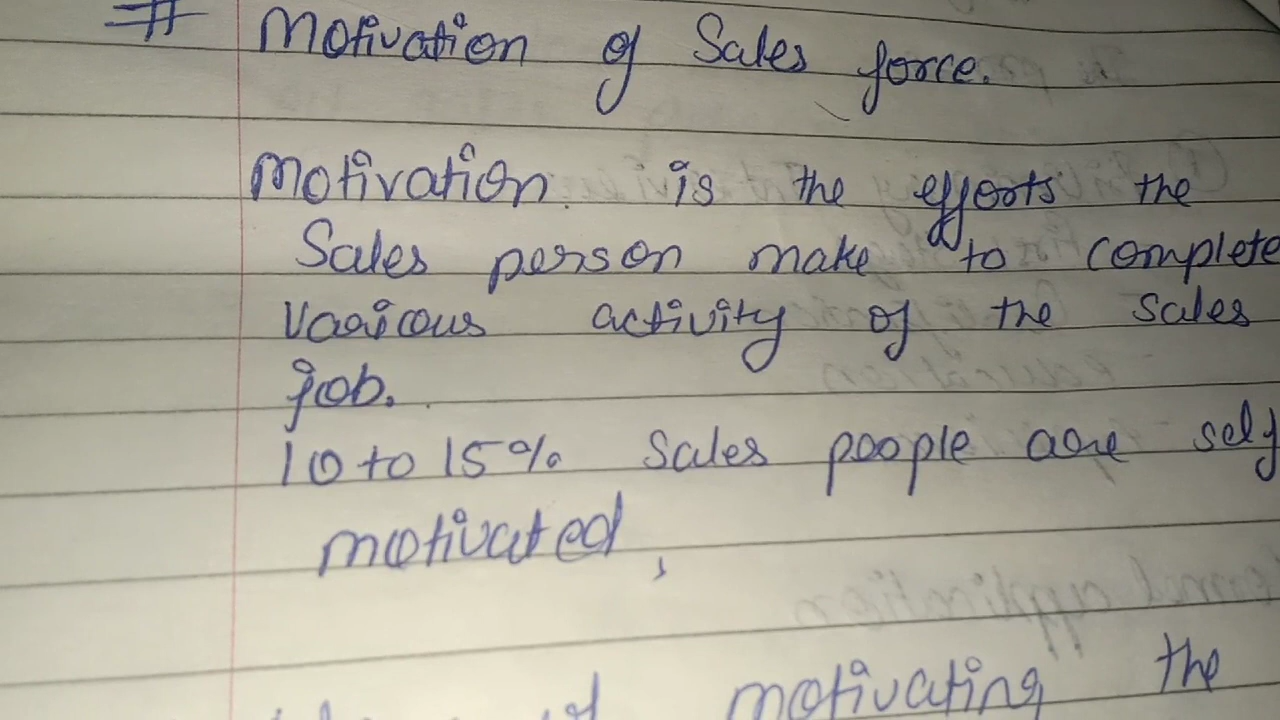 # Motivation of Sales force.
Motivation is the efforts the
Sales person make to complete
Various activity of the sales
job.
10 to 15% Sales people are self
motivated,
of motivating the